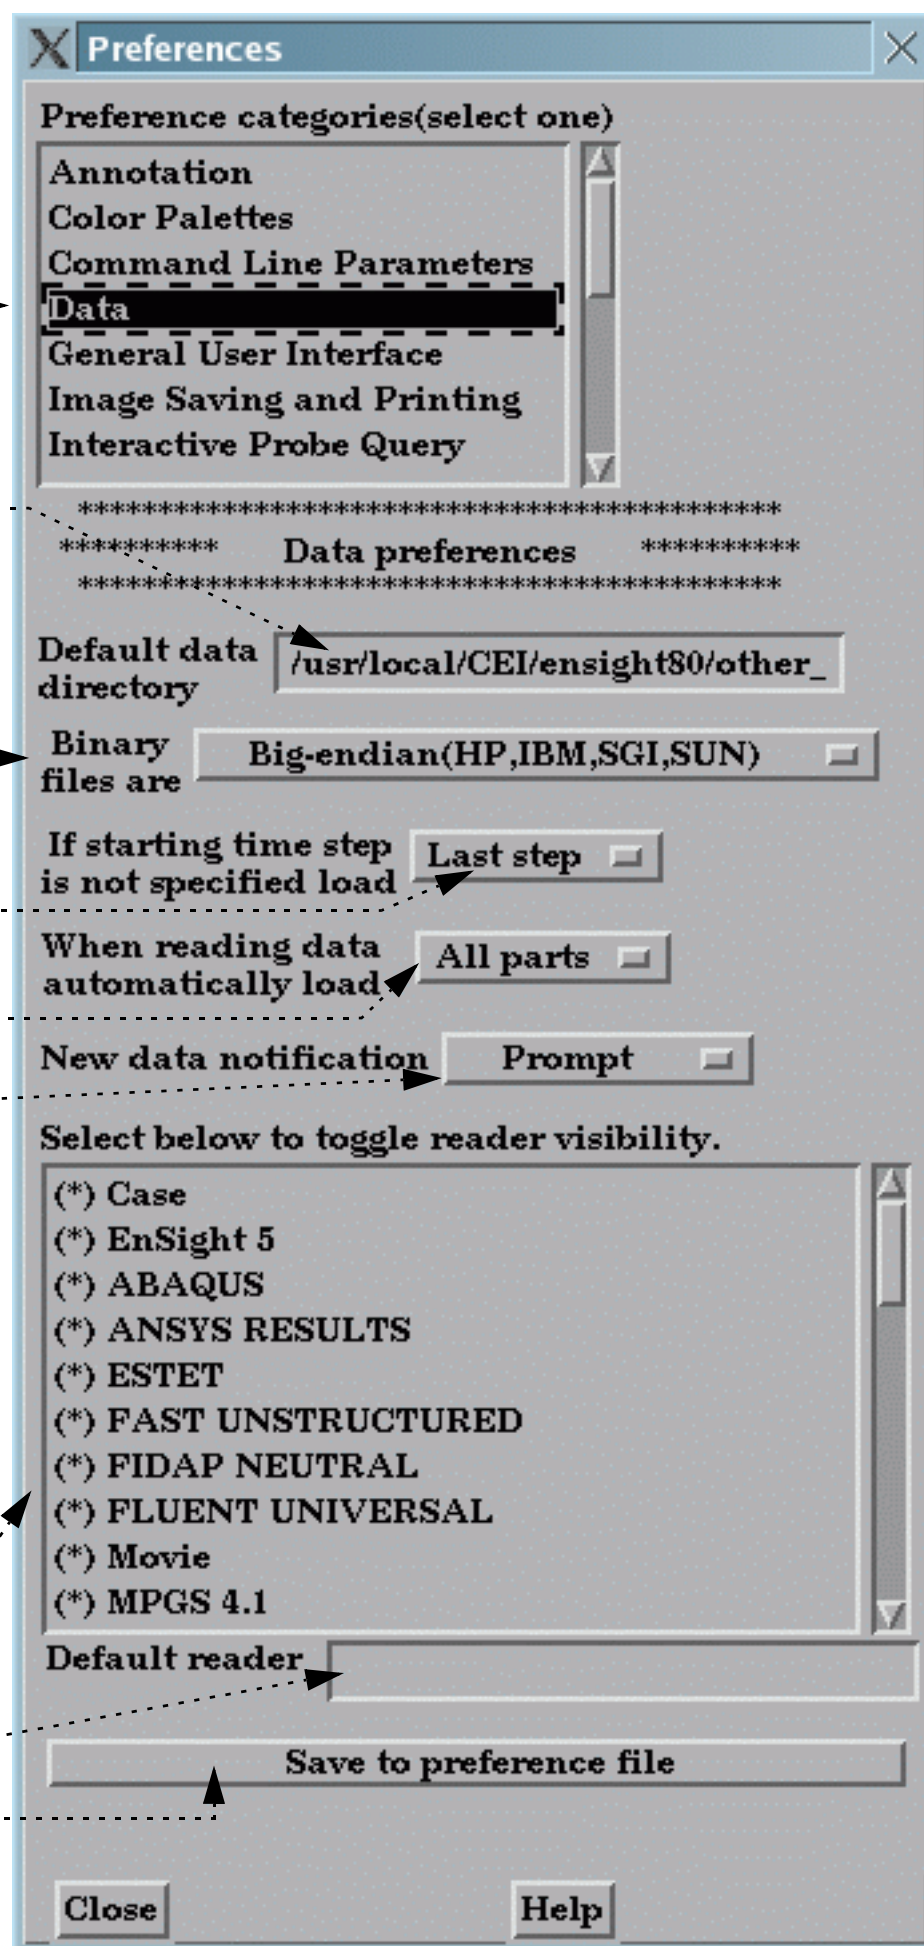 Preferences
Preference categories(select one)
Annotation
Color Palettes
Command Line Parameters
Data
General User Interface
Image Saving and Printing
Interactive Probe Query
********************************************
********** Data preferences **********
********************************************
Default data
directory
/usr/local/CEI/ensight80/other_
Binary
files are
Big-endian(HP,IBM,SGI,SUN)
If starting time step
is not specified load
Last step
When reading data
automatically load
All parts
New data notification Prompt
Select below to toggle reader visibility.
(*) Case
(*) EnSight 5
(*) ABAQUS
(*) ANSYS RESULTS
(*) ESTET
(*) FAST UNSTRUCTURED
(*) FIDAP NEUTRAL
(*) FLUENT UNIVERSAL
(*) Movie
(*) MPGS 4.1
Default reader
Save to preference file
Close Help